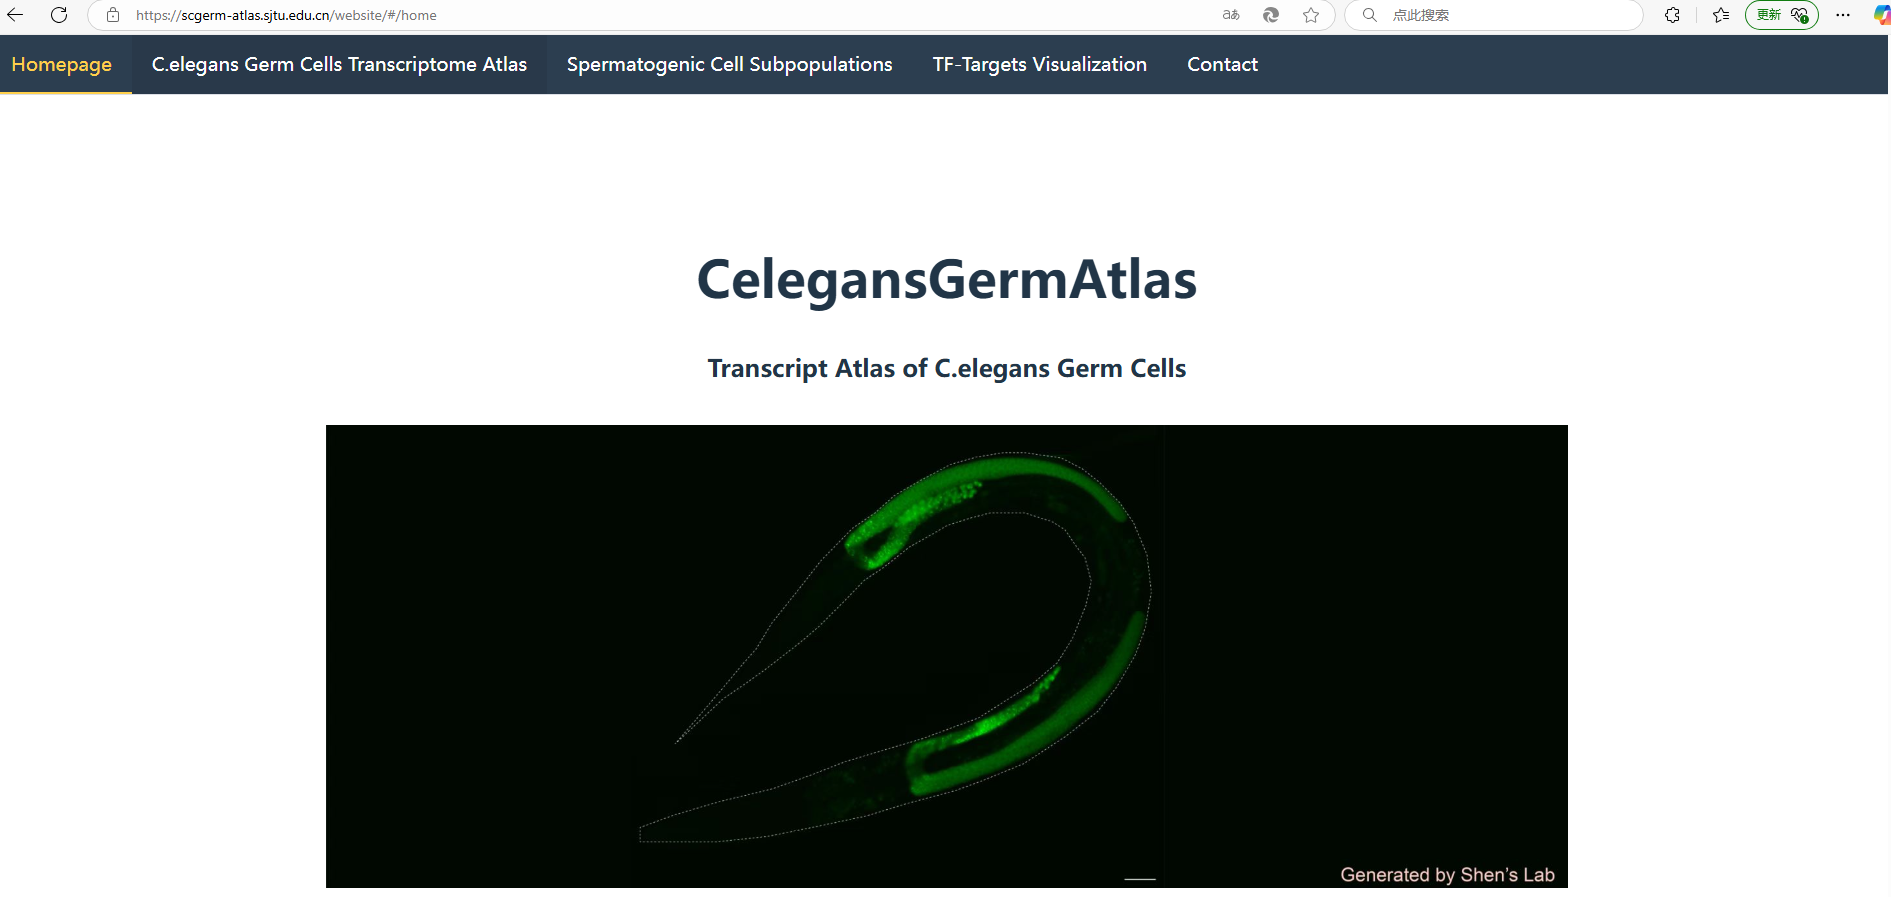 https://scgerm-atlas.sjtu.edu.cn/website/#/home
aあ
点此搜索
更新
Homepage
C.elegans Germ Cells Transcriptome Atlas
Spermatogenic Cell Subpopulations
TF-Targets Visualization
Contact
CelegansGermAtlas
Transcript Atlas of C.elegans Germ Cells
Generated by Shen's Lab